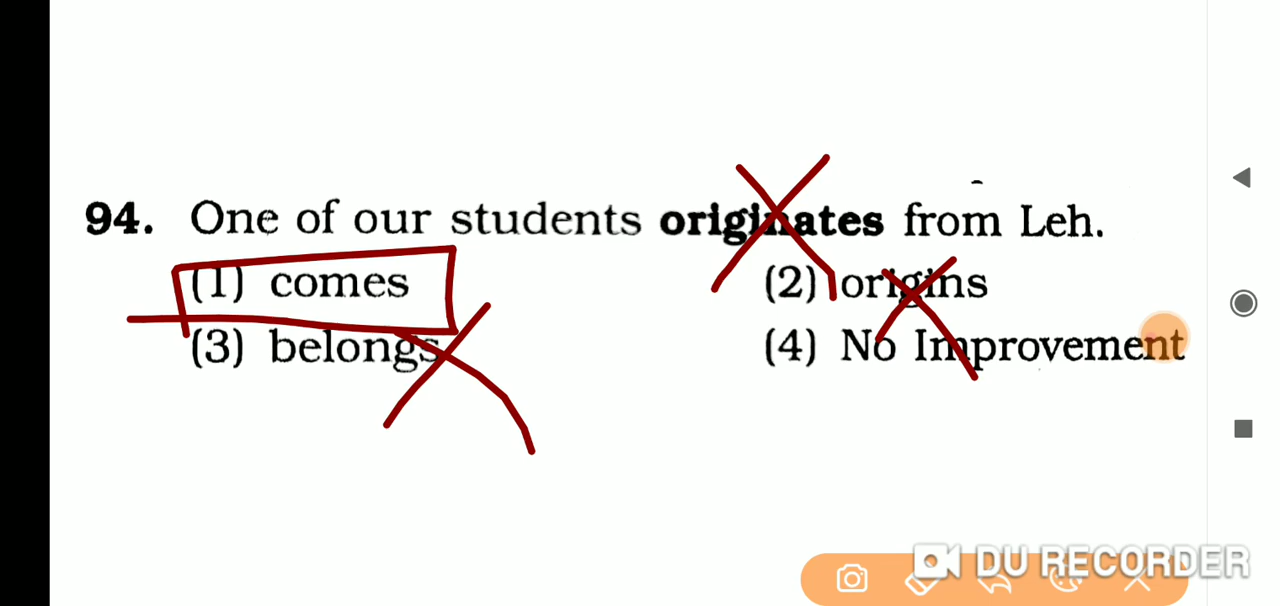 94. One of our students originates from Leh.
(1) comes (2) origins
(3) belongs (4) No Improvement
DU RECORDER